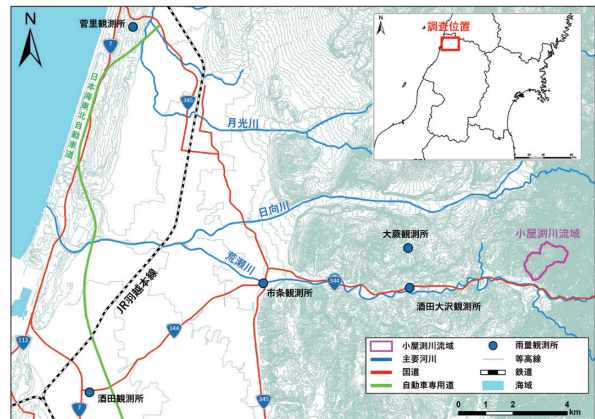 菅里観測所
N
調査位置
7
日本海東北自動車道
345
月光川
日向川
大蕨観測所
小屋渕川流域
荒瀬川
JR羽越本線
市条観測所
344
酒田大沢観測所
344
112
酒田観測所
7
345
小屋渕川流域
雨量観測所
主要河川
等高線
国道
鉄道
自動車専用道
海域
0 1 2 4
km